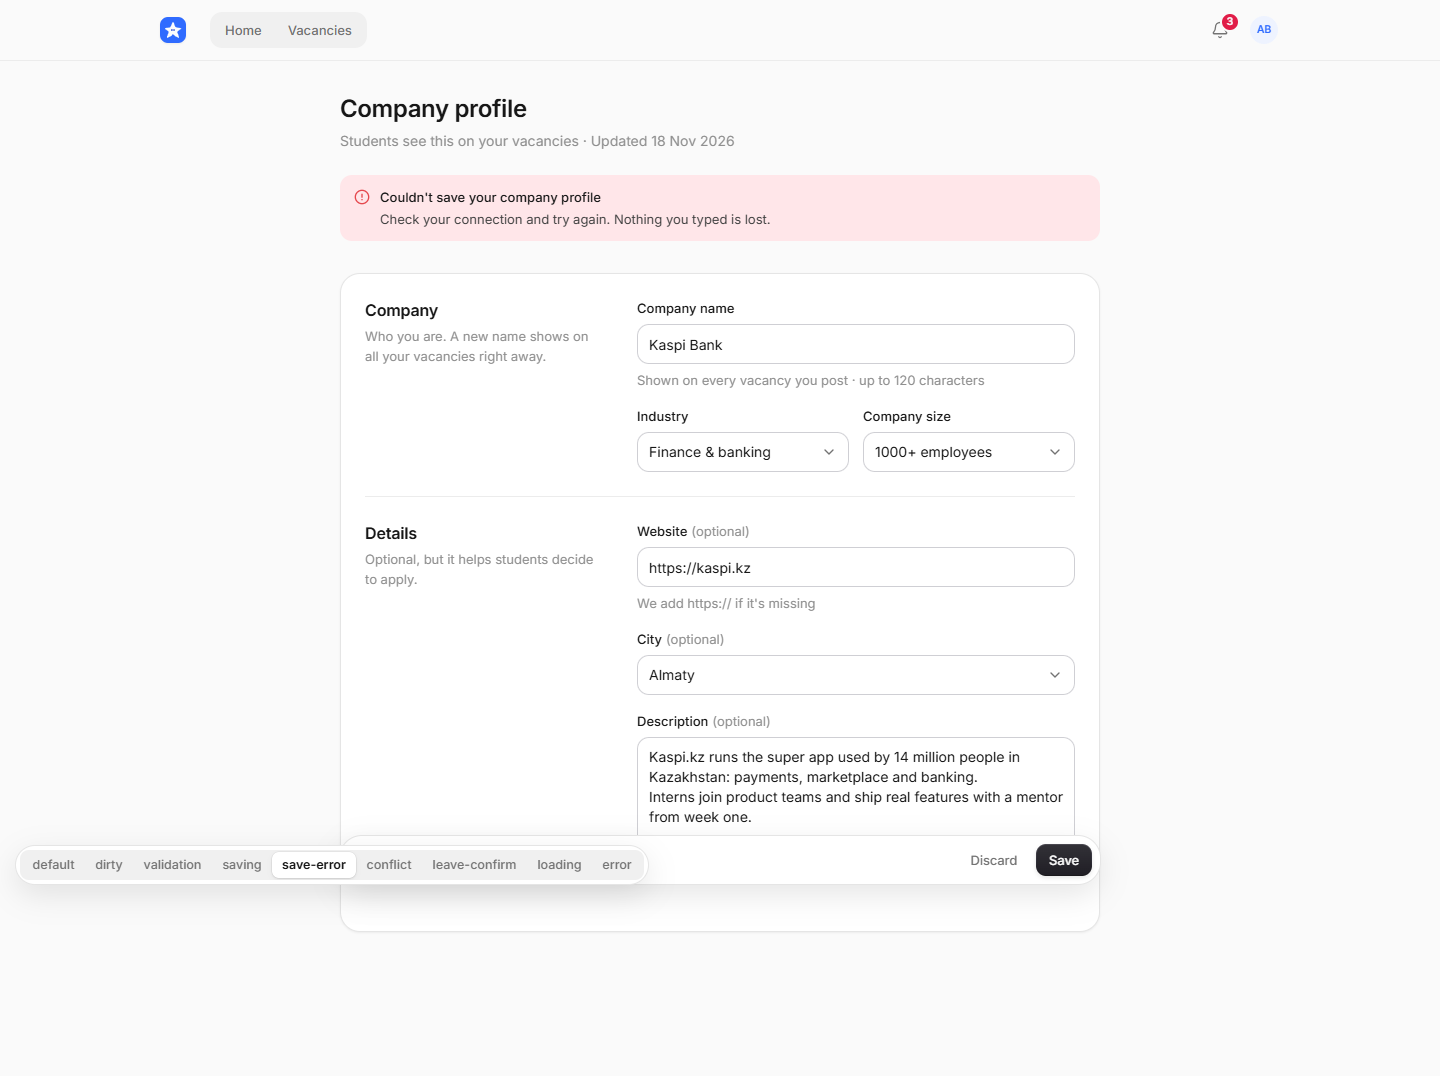 Home
Vacancies
3
AB
Company profile
Students see this on your vacancies · Updated 18 Nov 2026
Couldn't save your company profile
Check your connection and try again. Nothing you typed is lost.
Company
Who you are. A new name shows on
all your vacancies right away.
Company name
Kaspi Bank
Shown on every vacancy you post · up to 120 characters
Industry
Company size
Finance & banking
1000+ employees
Details
Optional, but it helps students decide
to apply.
Website (optional)
https://kaspi.kz
We add https:// if it's missing
City (optional)
Almaty
Description (optional)
Kaspi.kz runs the super app used by 14 million people in
Kazakhstan: payments, marketplace and banking.
Interns join product teams and ship real features with a mentor
from week one.
default
dirty
validation
saving
save-error
conflict
leave-confirm
loading
error
Discard
Save